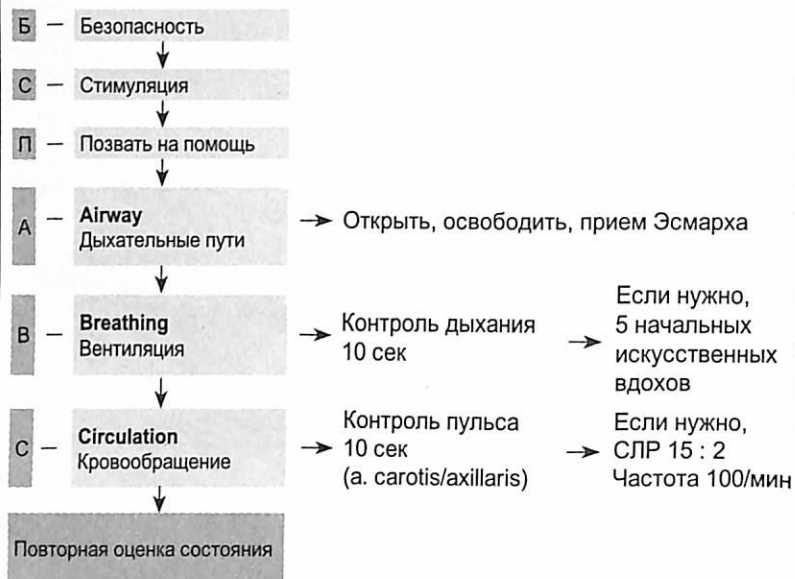 Б – Безопасность
С – Стимуляция
П – Позвать на помощь
A – Airway
Дыхательные пути
Открыть, освободить, прием Эсмарха
B – Breathing
Вентиляция
Контроль дыхания
10 сек
Если нужно,
5 начальных
искусственных
вдохов
C – Circulation
Кровообращение
Контроль пульса
10 сек
(a. carotis/axillaris)
Если нужно,
СЛР 15 : 2
Частота 100/мин
Повторная оценка состояния